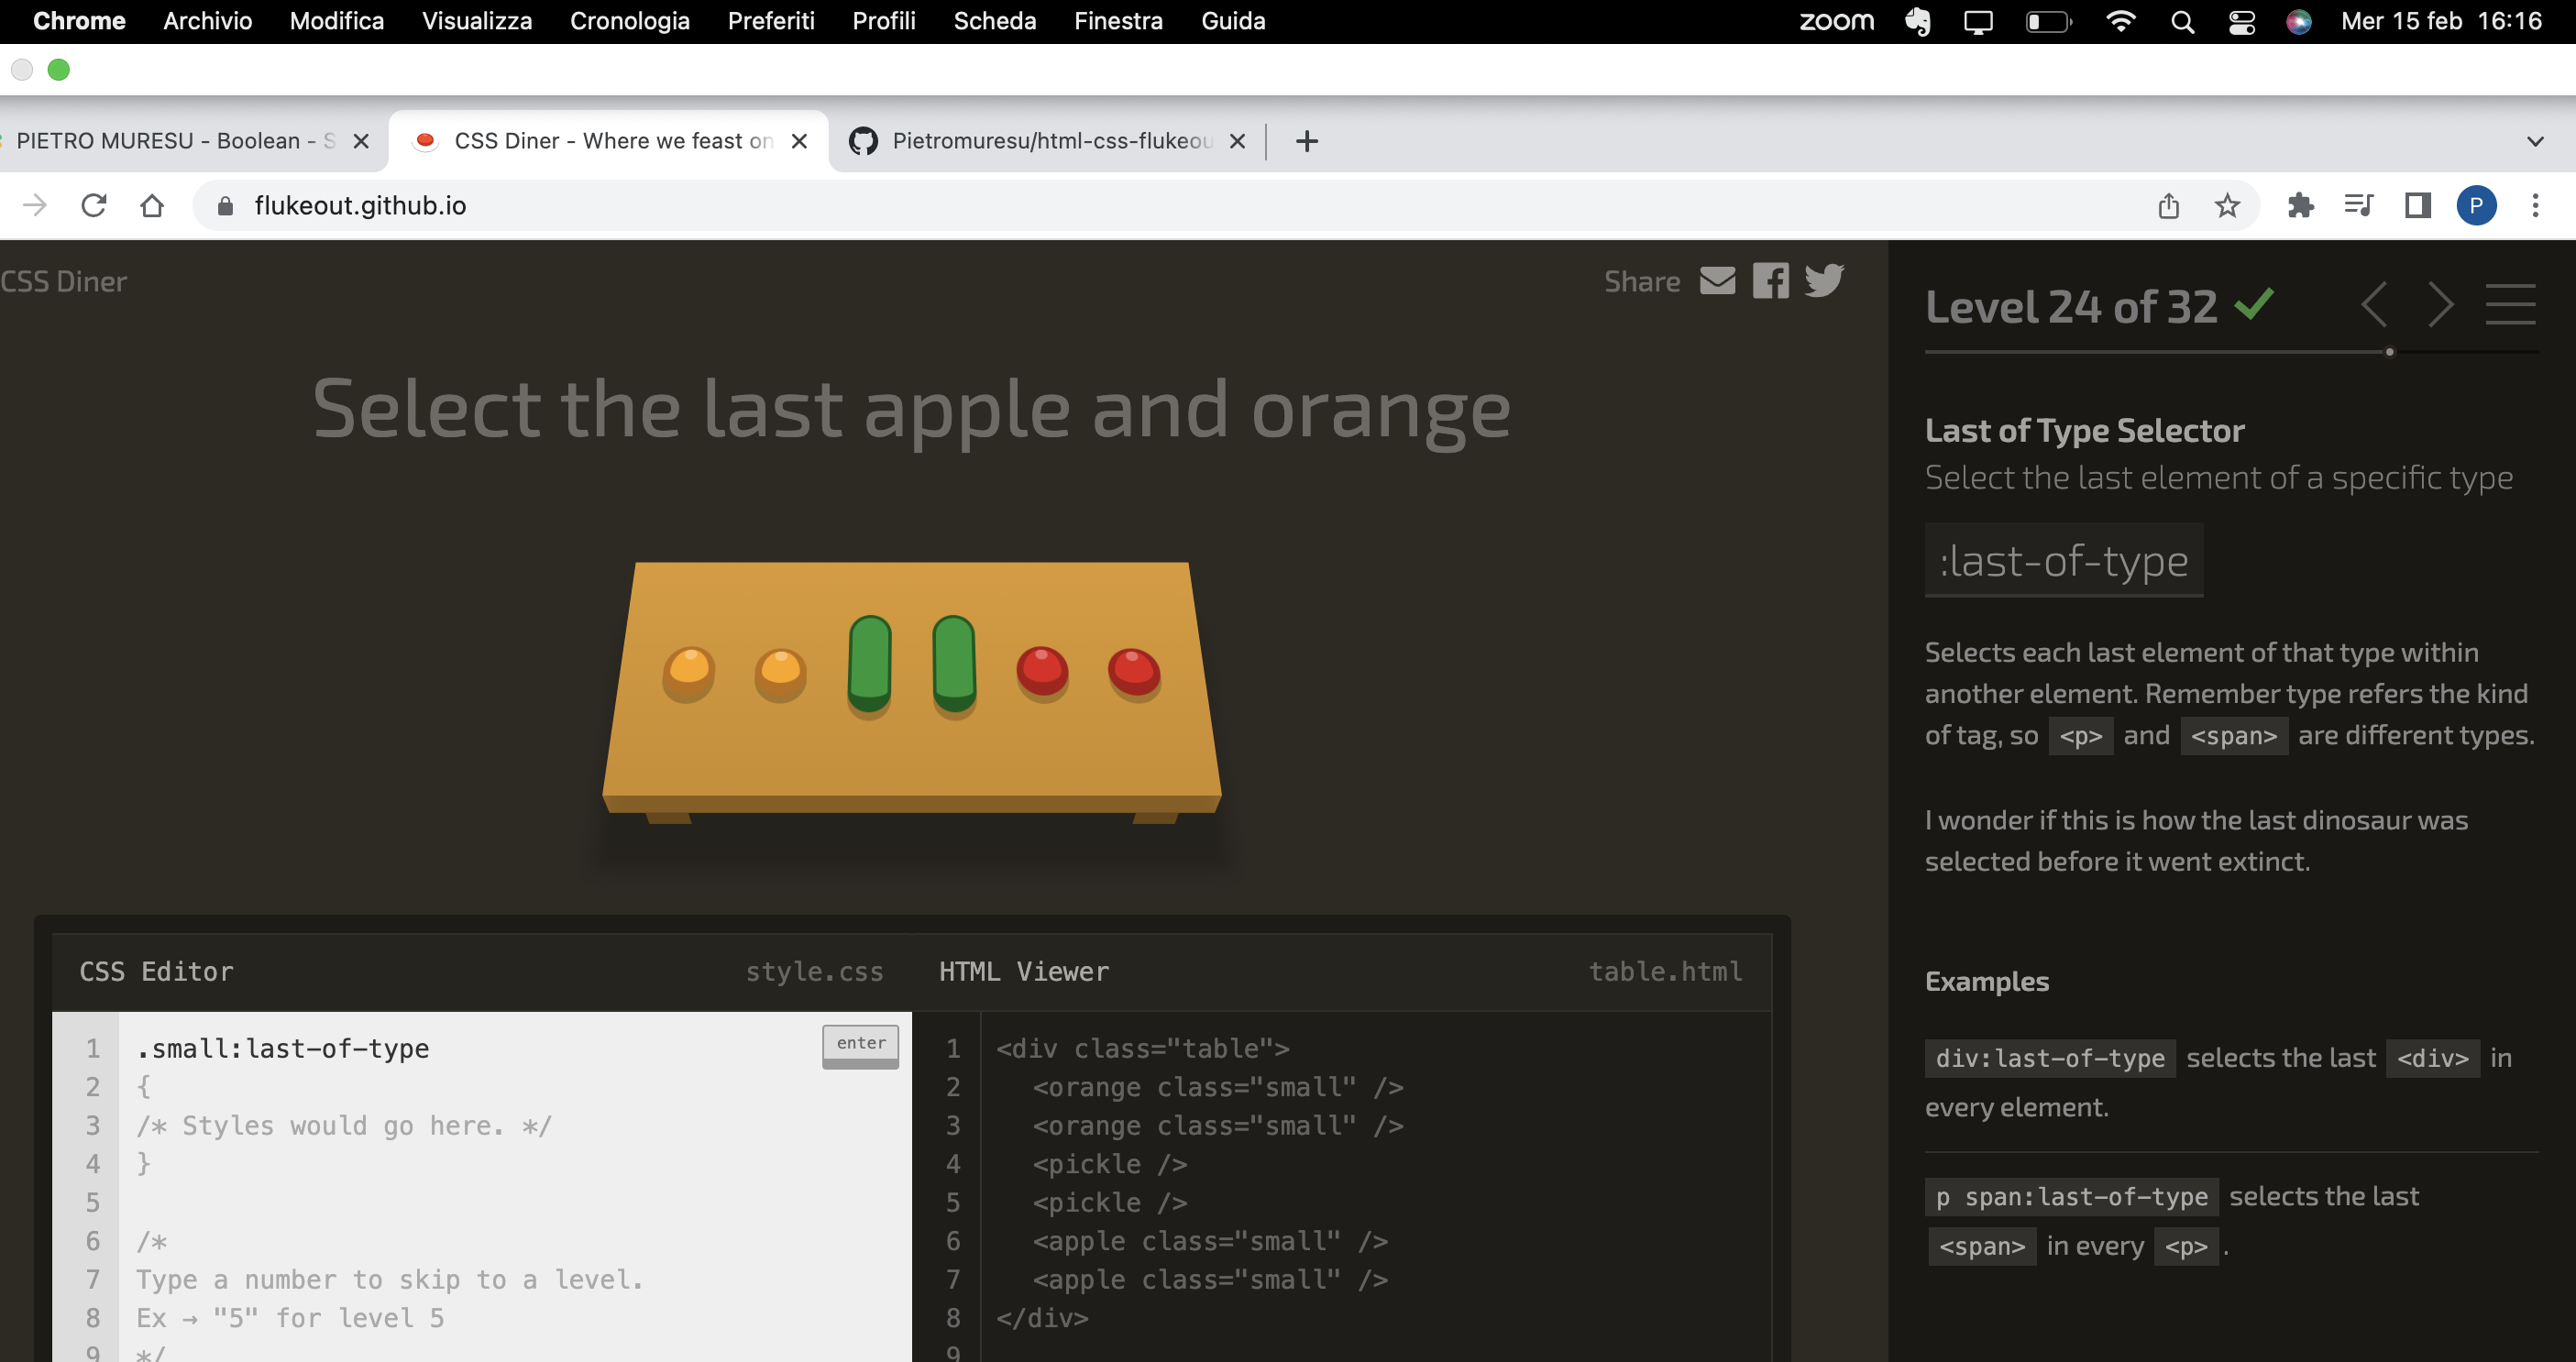 Chrome Archivio Modifica Visualizza Cronologia Preferiti Profili Scheda Finestra Guida zoom Mer 15 feb 16:16
PIETRO MURESU - Boolean - S CSS Diner - Where we feast on Pietromuresu/html-css-flukeou
flukeout.github.io P
CSS Diner
Share
Select the last apple and orange
CSS Editor style.css
1 .small:last-of-type enter
2 {
3 /* Styles would go here. */
4 }
5
6 /*
7 Type a number to skip to a level.
8 Ex → "5" for level 5
9 */
HTML Viewer table.html
1 <div class="table">
2 <orange class="small" />
3 <orange class="small" />
4 <pickle />
5 <pickle />
6 <apple class="small" />
7 <apple class="small" />
8 </div>
9
Level 24 of 32
Last of Type Selector
Select the last element of a specific type
:last-of-type
Selects each last element of that type within
another element. Remember type refers the kind
of tag, so <p> and <span> are different types.
I wonder if this is how the last dinosaur was
selected before it went extinct.
Examples
div:last-of-type selects the last <div> in
every element.
p span:last-of-type selects the last
<span> in every <p> .